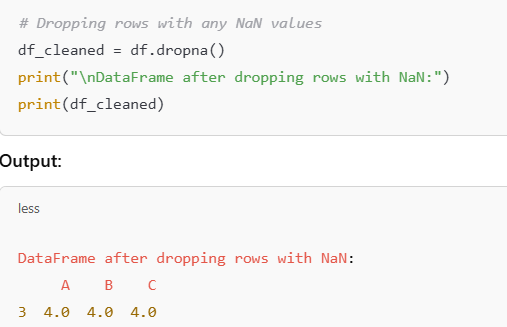 # Dropping rows with any NaN values
df_cleaned = df.dropna()
print("\nDataFrame after dropping rows with NaN:")
print(df_cleaned)
Output:
less
DataFrame after dropping rows with NaN:
     A    B    C
3  4.0  4.0  4.0